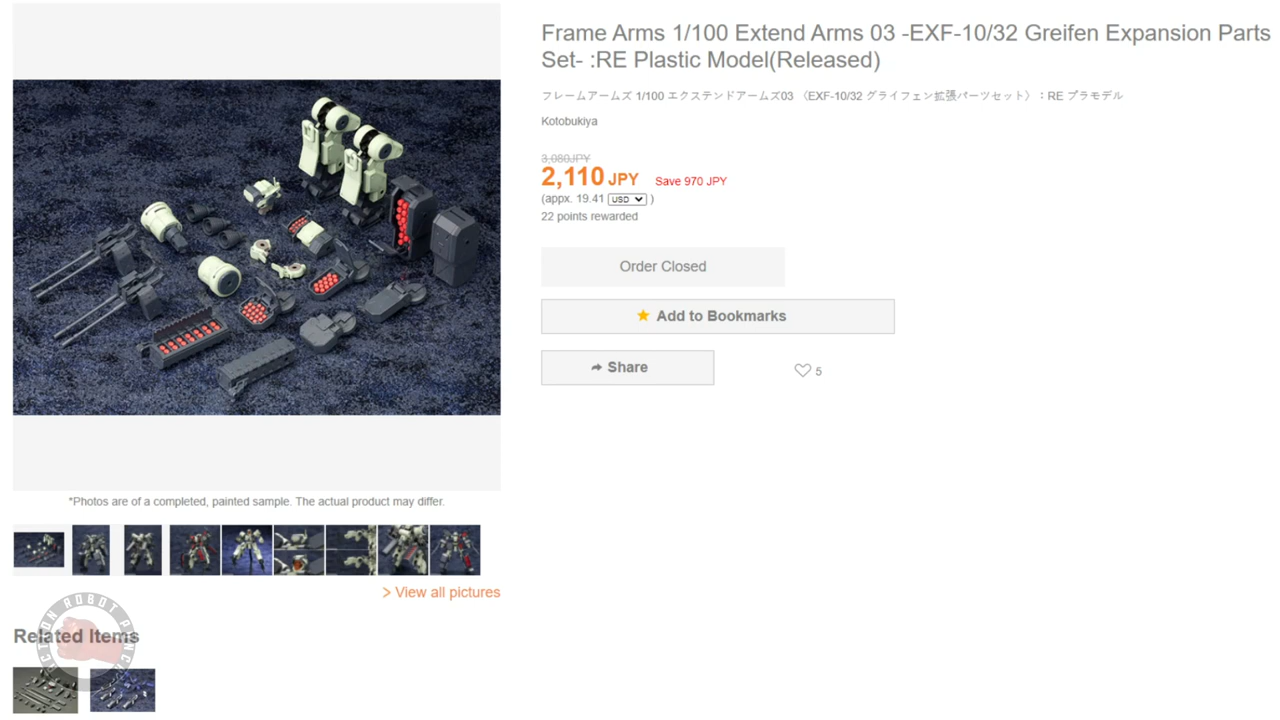 Frame Arms 1/100 Extend Arms 03 -EXF-10/32 Greifen Expansion Parts
Set- :RE Plastic Model(Released)
フレームアームズ 1/100 エクステンドアームズ03 〈EXF-10/32 グライフェン拡張パーツセット〉：RE プラモデル
Kotobukiya
3,080JPY
2,110 JPY Save 970 JPY
(appx. 19.41 USD )
22 points rewarded
Order Closed
Add to Bookmarks
Share
5
*Photos are of a completed, painted sample. The actual product may differ.
> View all pictures
Related Items
ACTION ROBOT PUNCH